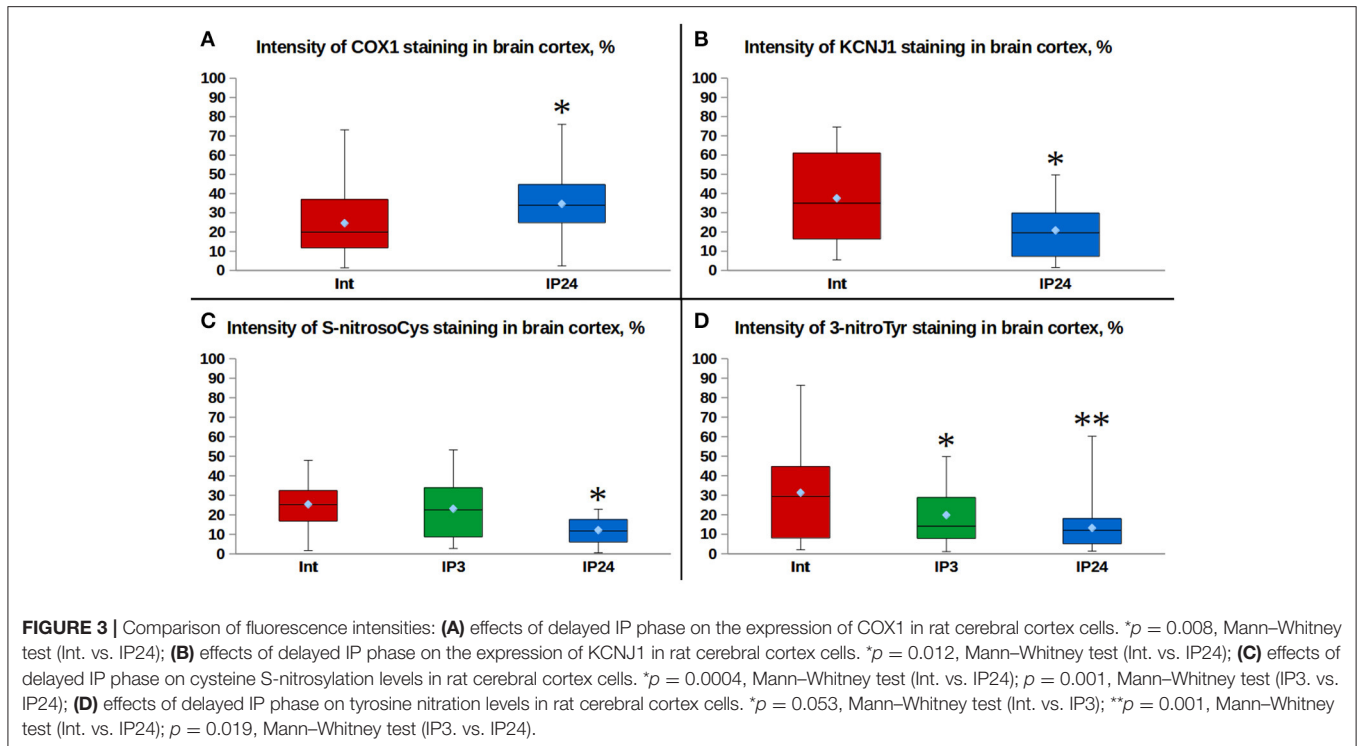 A
Intensity of COX1 staining in brain cortex, %
100
90
80
70
60
50
40
30
20
10
0
*
Int
IP24
B
Intensity of KCNJ1 staining in brain cortex, %
100
90
80
70
60
50
40
30
20
10
0
*
Int
IP24
C
Intensity of S-nitrosoCys staining in brain cortex, %
100
90
80
70
60
50
40
30
20
10
0
*
Int
IP3
IP24
D
Intensity of 3-nitroTyr staining in brain cortex, %
100
90
80
70
60
50
40
30
20
10
0
*
**
Int
IP3
IP24
FIGURE 3 | Comparison of fluorescence intensities: (A) effects of delayed IP phase on the expression of COX1 in rat cerebral cortex cells. *p = 0.008, Mann–Whitney
test (Int. vs. IP24); (B) effects of delayed IP phase on the expression of KCNJ1 in rat cerebral cortex cells. *p = 0.012, Mann–Whitney test (Int. vs. IP24); (C) effects of
delayed IP phase on cysteine S-nitrosylation levels in rat cerebral cortex cells. *p = 0.0004, Mann–Whitney test (Int. vs. IP24); p = 0.001, Mann–Whitney test (IP3. vs.
IP24); (D) effects of delayed IP phase on tyrosine nitration levels in rat cerebral cortex cells. *p = 0.053, Mann–Whitney test (Int. vs. IP3); **p = 0.001, Mann–Whitney
test (Int. vs. IP24); p = 0.019, Mann–Whitney test (IP3. vs. IP24).